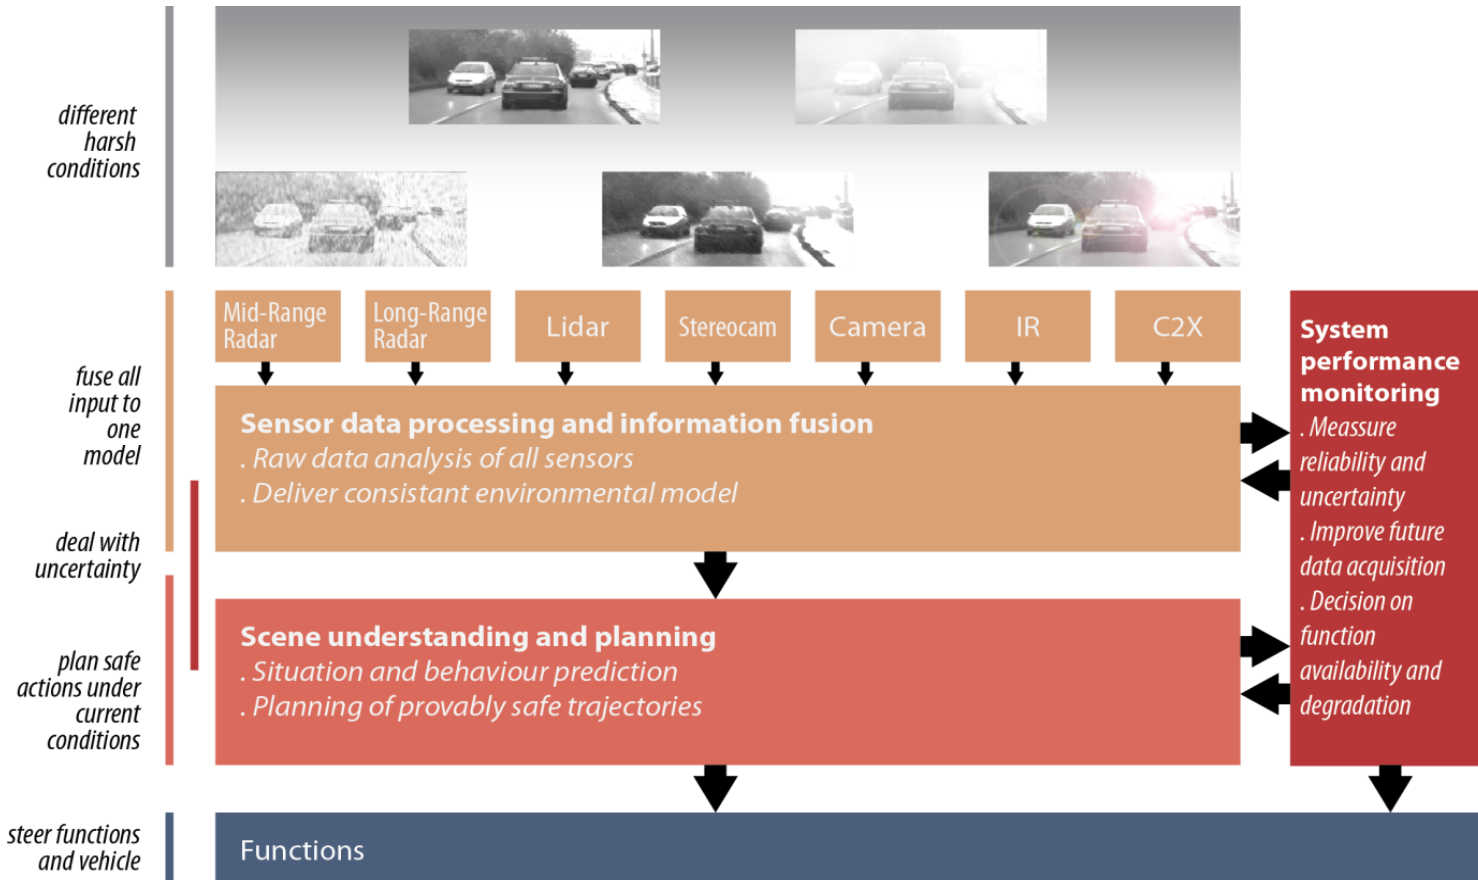 different
harsh
conditions
Mid-Range
Radar
Long-Range
Radar
Lidar
Stereocam
Camera
IR
C2X
fuse all
input to
one
model
Sensor data processing and information fusion
. Raw data analysis of all sensors
. Deliver consistant environmental model
System
performance
monitoring
. Meassure
reliability and
uncertainty
. Improve future
data acquisition
. Decision on
function
availability and
degradation
deal with
uncertainty
plan safe
actions under
current
conditions
Scene understanding and planning
. Situation and behaviour prediction
. Planning of provably safe trajectories
steer functions
and vehicle
Functions